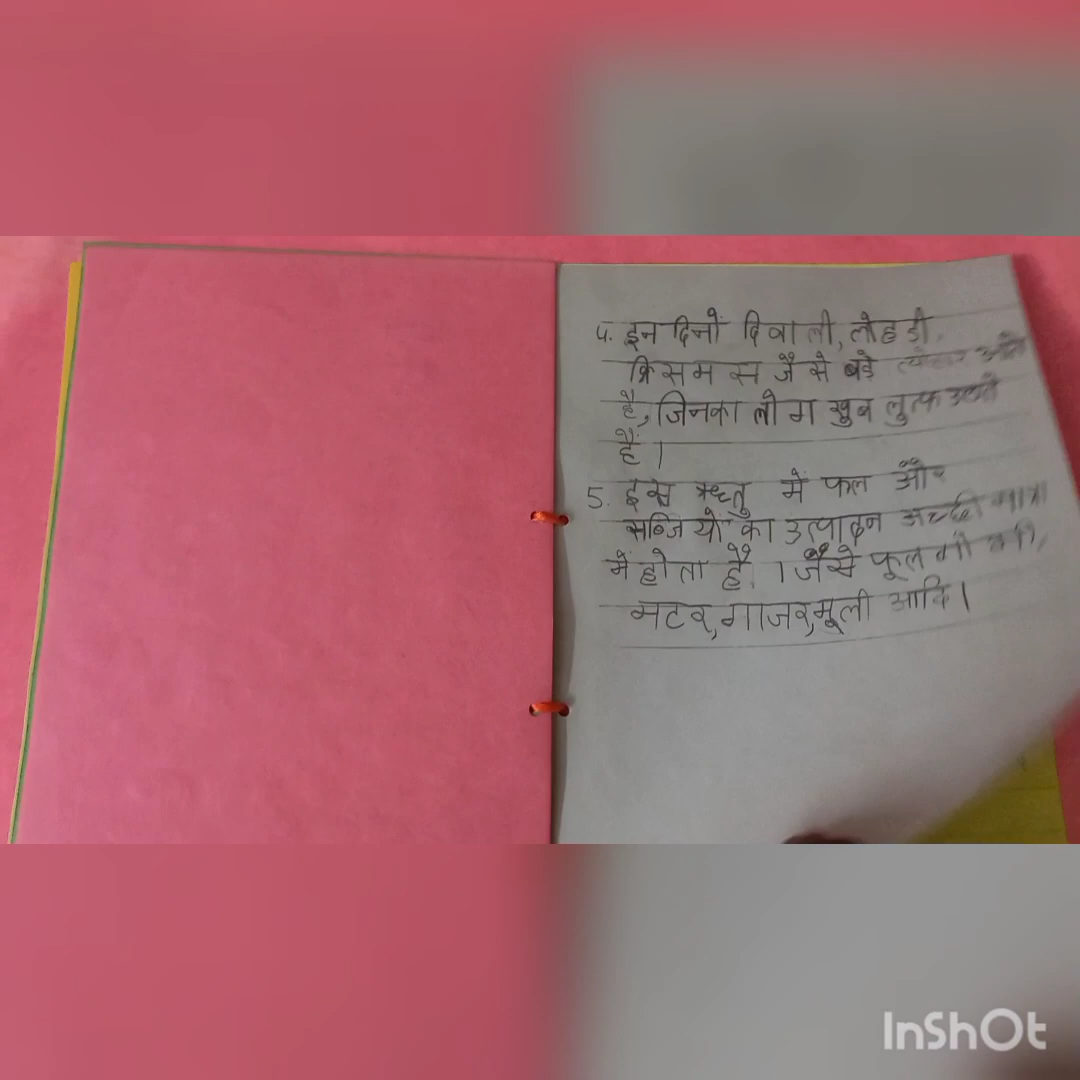 4. इन दिनों दिवाली, लोहडी,
क्रिसमस जैसे बडे त्योहार आते
है, जिनका लोग खुब लुत्फ उठाते
हैं।
5. इस ऋतु में फल और
सब्जियो का उत्पादन अच्छी मात्रा
में होता है। जैसे फूल गोभी,
मटर, गाजर, मूली आदि।
InShOt